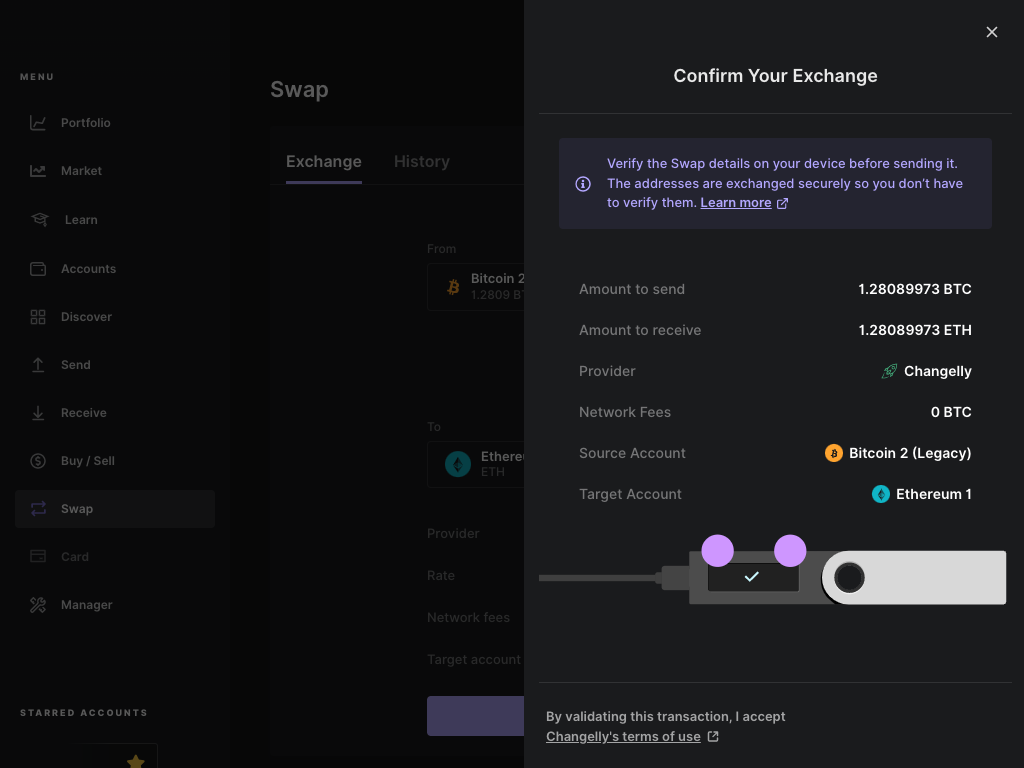 MENU
Portfolio
Market
Learn
Accounts
Discover
Send
Receive
Buy / Sell
Swap
Card
Manager
STARRED ACCOUNTS
Swap
Exchange
History
From
Bitcoin 2
1.2809
To
ETH
Provider
Rate
Network fees
Target account
Confirm Your Exchange
Verify the Swap details on your device before sending it.
The addresses are exchanged securely so you don’t have
to verify them. Learn more
Amount to send 1.28089973 BTC
Amount to receive 1.28089973 ETH
Provider Changelly
Network Fees 0 BTC
Source Account Bitcoin 2 (Legacy)
Target Account Ethereum 1
By validating this transaction, I accept
Changelly's terms of use